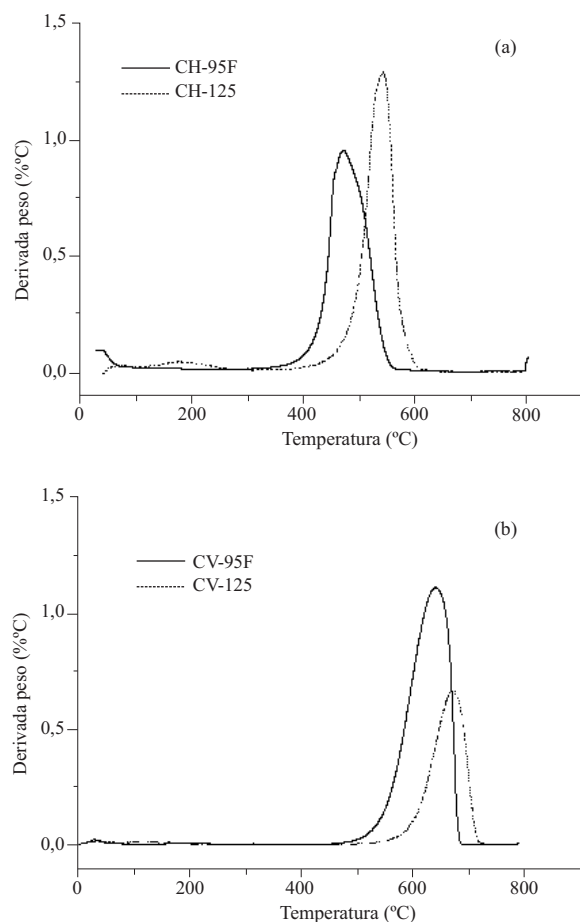 1,5
(a)
CH-95F
CH-125
1,0
Derivada peso (%ºC)
0,5
0,0
0
200
400
600
800
Temperatura (ºC)
1,5
(b)
CV-95F
CV-125
1,0
Derivada peso (%ºC)
0,5
0,0
0
200
400
600
800
Temperatura (ºC)